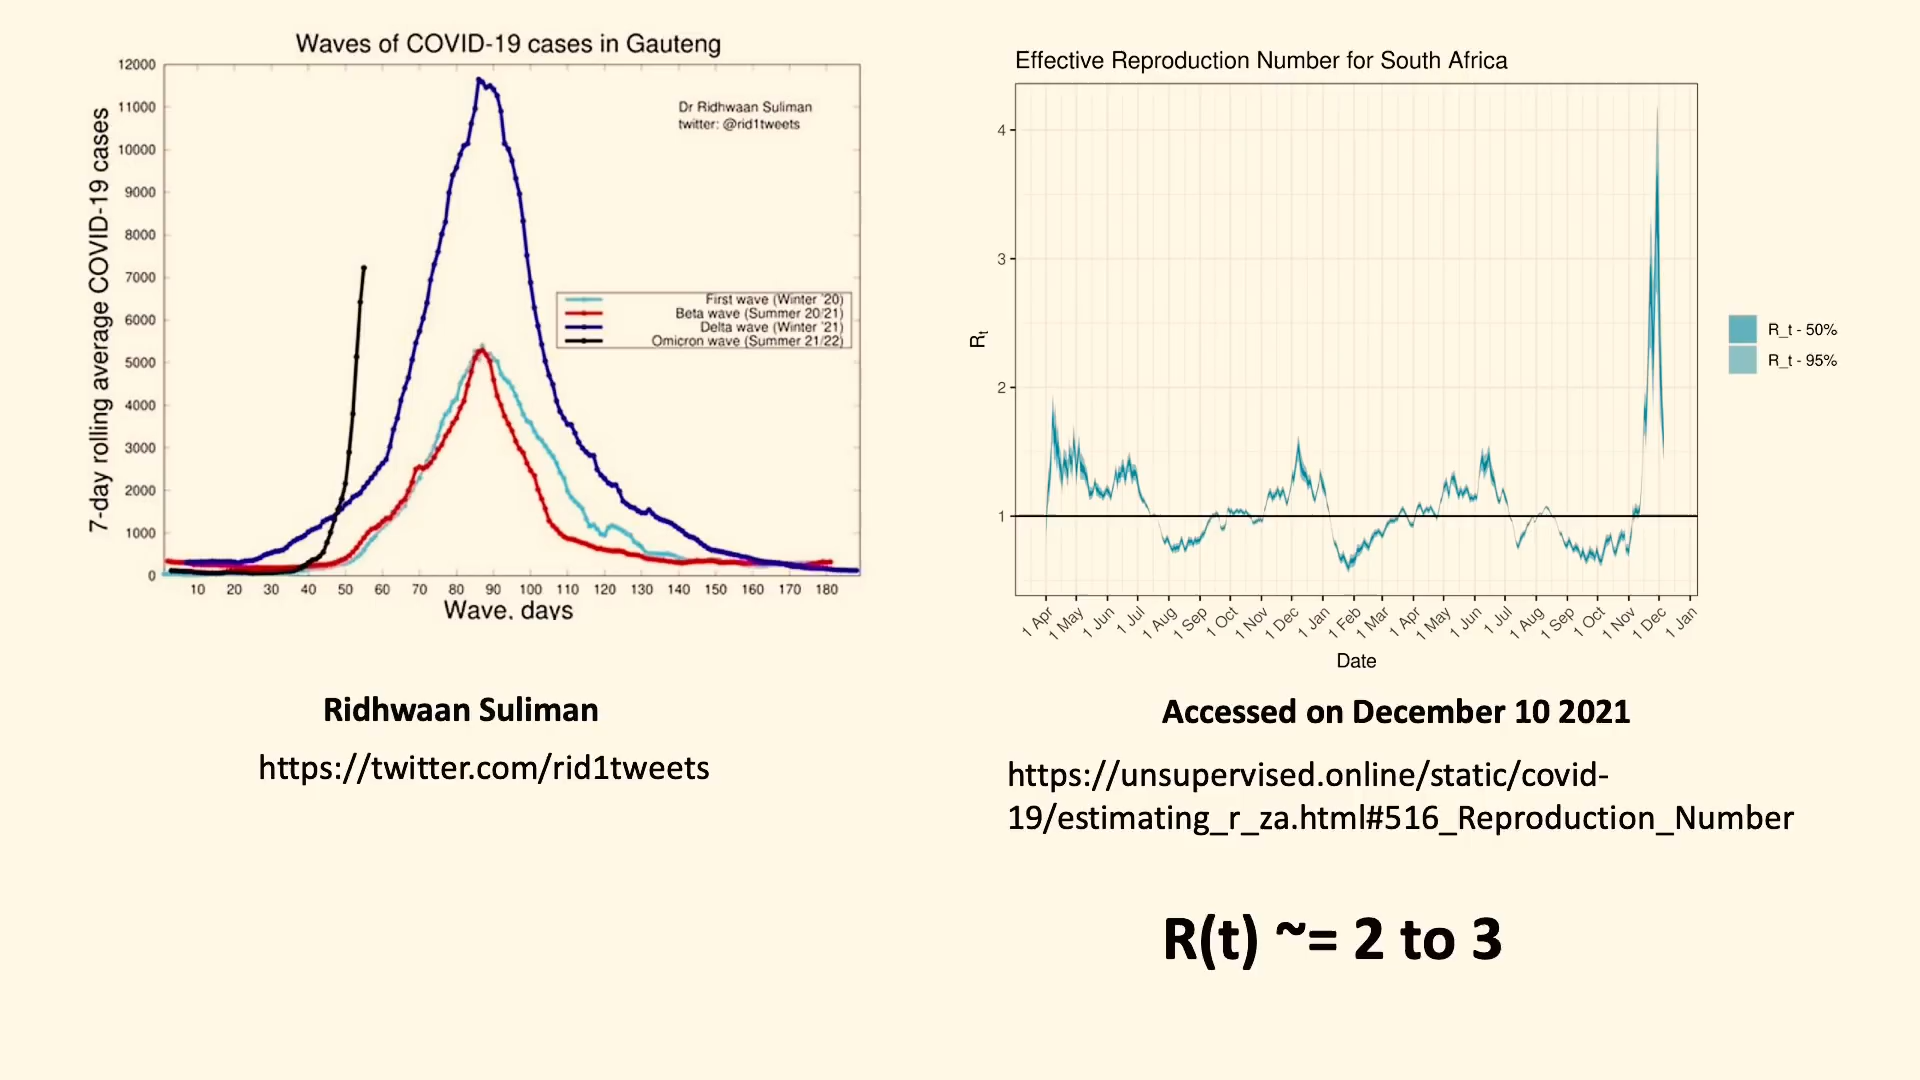 Waves of COVID-19 cases in Gauteng
12000
11000
10000
9000
8000
7000
6000
5000
4000
3000
2000
1000
0
7-day rolling average COVID-19 cases
Dr Ridhwaan Suliman
twitter: @rid1tweets
First wave (Winter '20)
Beta wave (Summer 20/21)
Delta wave (Winter '21)
Omicron wave (Summer 21/22)
10 20 30 40 50 60 70 80 90 100 110 120 130 140 150 160 170 180
Wave, days
Ridhwaan Suliman
https://twitter.com/rid1tweets
Effective Reproduction Number for South Africa
4
3
2
1
Rt
R_t - 50%
R_t - 95%
1 Apr 1 May 1 Jun 1 Jul 1 Aug 1 Sep 1 Oct 1 Nov 1 Dec 1 Jan 1 Feb 1 Mar 1 Apr 1 May 1 Jun 1 Jul 1 Aug 1 Sep 1 Oct 1 Nov 1 Dec 1 Jan
Date
Accessed on December 10 2021
https://unsupervised.online/static/covid-
19/estimating_r_za.html#516_Reproduction_Number
R(t) ~= 2 to 3